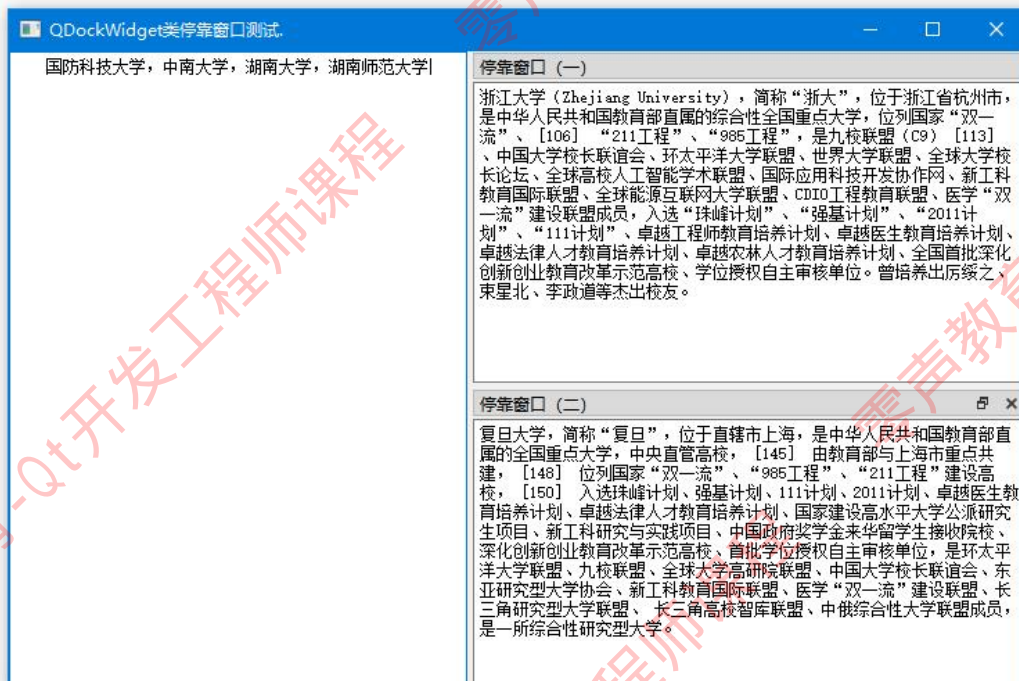 QDockWidget类停靠窗口测试.
国防科技大学，中南大学，湖南大学，湖南师范大学
停靠窗口（一）
浙江大学（Zhejiang University），简称“浙大”，位于浙江省杭州市，
是中华人民共和国教育部直属的综合性全国重点大学，位列国家“双一
流”、[106] “211工程”、“985工程”，是九校联盟（C9）[113]
、中国大学校长联谊会、环太平洋大学联盟、世界大学联盟、全球大学校
长论坛、全球高校人工智能学术联盟、国际应用科技开发协作网、新工科
教育国际联盟、全球能源互联网大学联盟、CDIO工程教育联盟、医学“双
一流”建设联盟成员，入选“珠峰计划”、“强基计划”、“2011计
划”、“111计划”、卓越工程师教育培养计划、卓越医生教育培养计划、
卓越法律人才教育培养计划、卓越农林人才教育培养计划、全国首批深化
创新创业教育改革示范高校、学位授权自主审核单位。曾培养出厉绥之、
束星北、李政道等杰出校友。
停靠窗口（二）
复旦大学，简称“复旦”，位于直辖市上海，是中华人民共和国教育部直
属的全国重点大学，中央直管高校，[145] 由教育部与上海市重点共
建，[148] 位列国家“双一流”、“985工程”、“211工程”建设高
校，[150] 入选珠峰计划、强基计划、111计划、2011计划、卓越医生教
育培养计划、卓越法律人才教育培养计划、国家建设高水平大学公派研究
生项目、新工科研究与实践项目、中国政府奖学金来华留学生接收院校、
深化创新创业教育改革示范高校、首批学位授权自主审核单位，是环太平
洋大学联盟、九校联盟、全球大学高研院联盟、中国大学校长联谊会、东
亚研究型大学协会、新工科教育国际联盟、医学“双一流”建设联盟、长
三角研究型大学联盟、 长三角高校智库联盟、中俄综合性大学联盟成员，
是一所综合性研究型大学。
-Qt开发工程师课程
零声教育
程师课程
零声